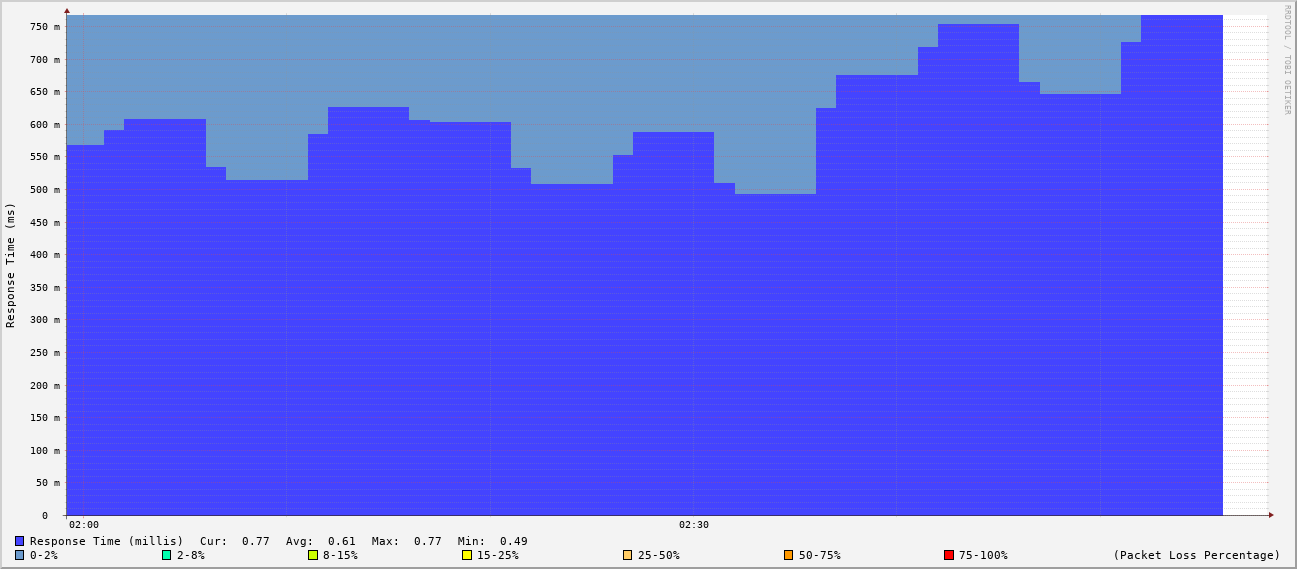 RRDTOOL / TOBI OETIKER
Response Time (ms)
750 m
700 m
650 m
600 m
550 m
500 m
450 m
400 m
350 m
300 m
250 m
200 m
150 m
100 m
50 m
0
02:00 02:30
Response Time (millis) Cur: 0.77 Avg: 0.61 Max: 0.77 Min: 0.49
0-2% 2-8% 8-15% 15-25% 25-50% 50-75% 75-100% (Packet Loss Percentage)